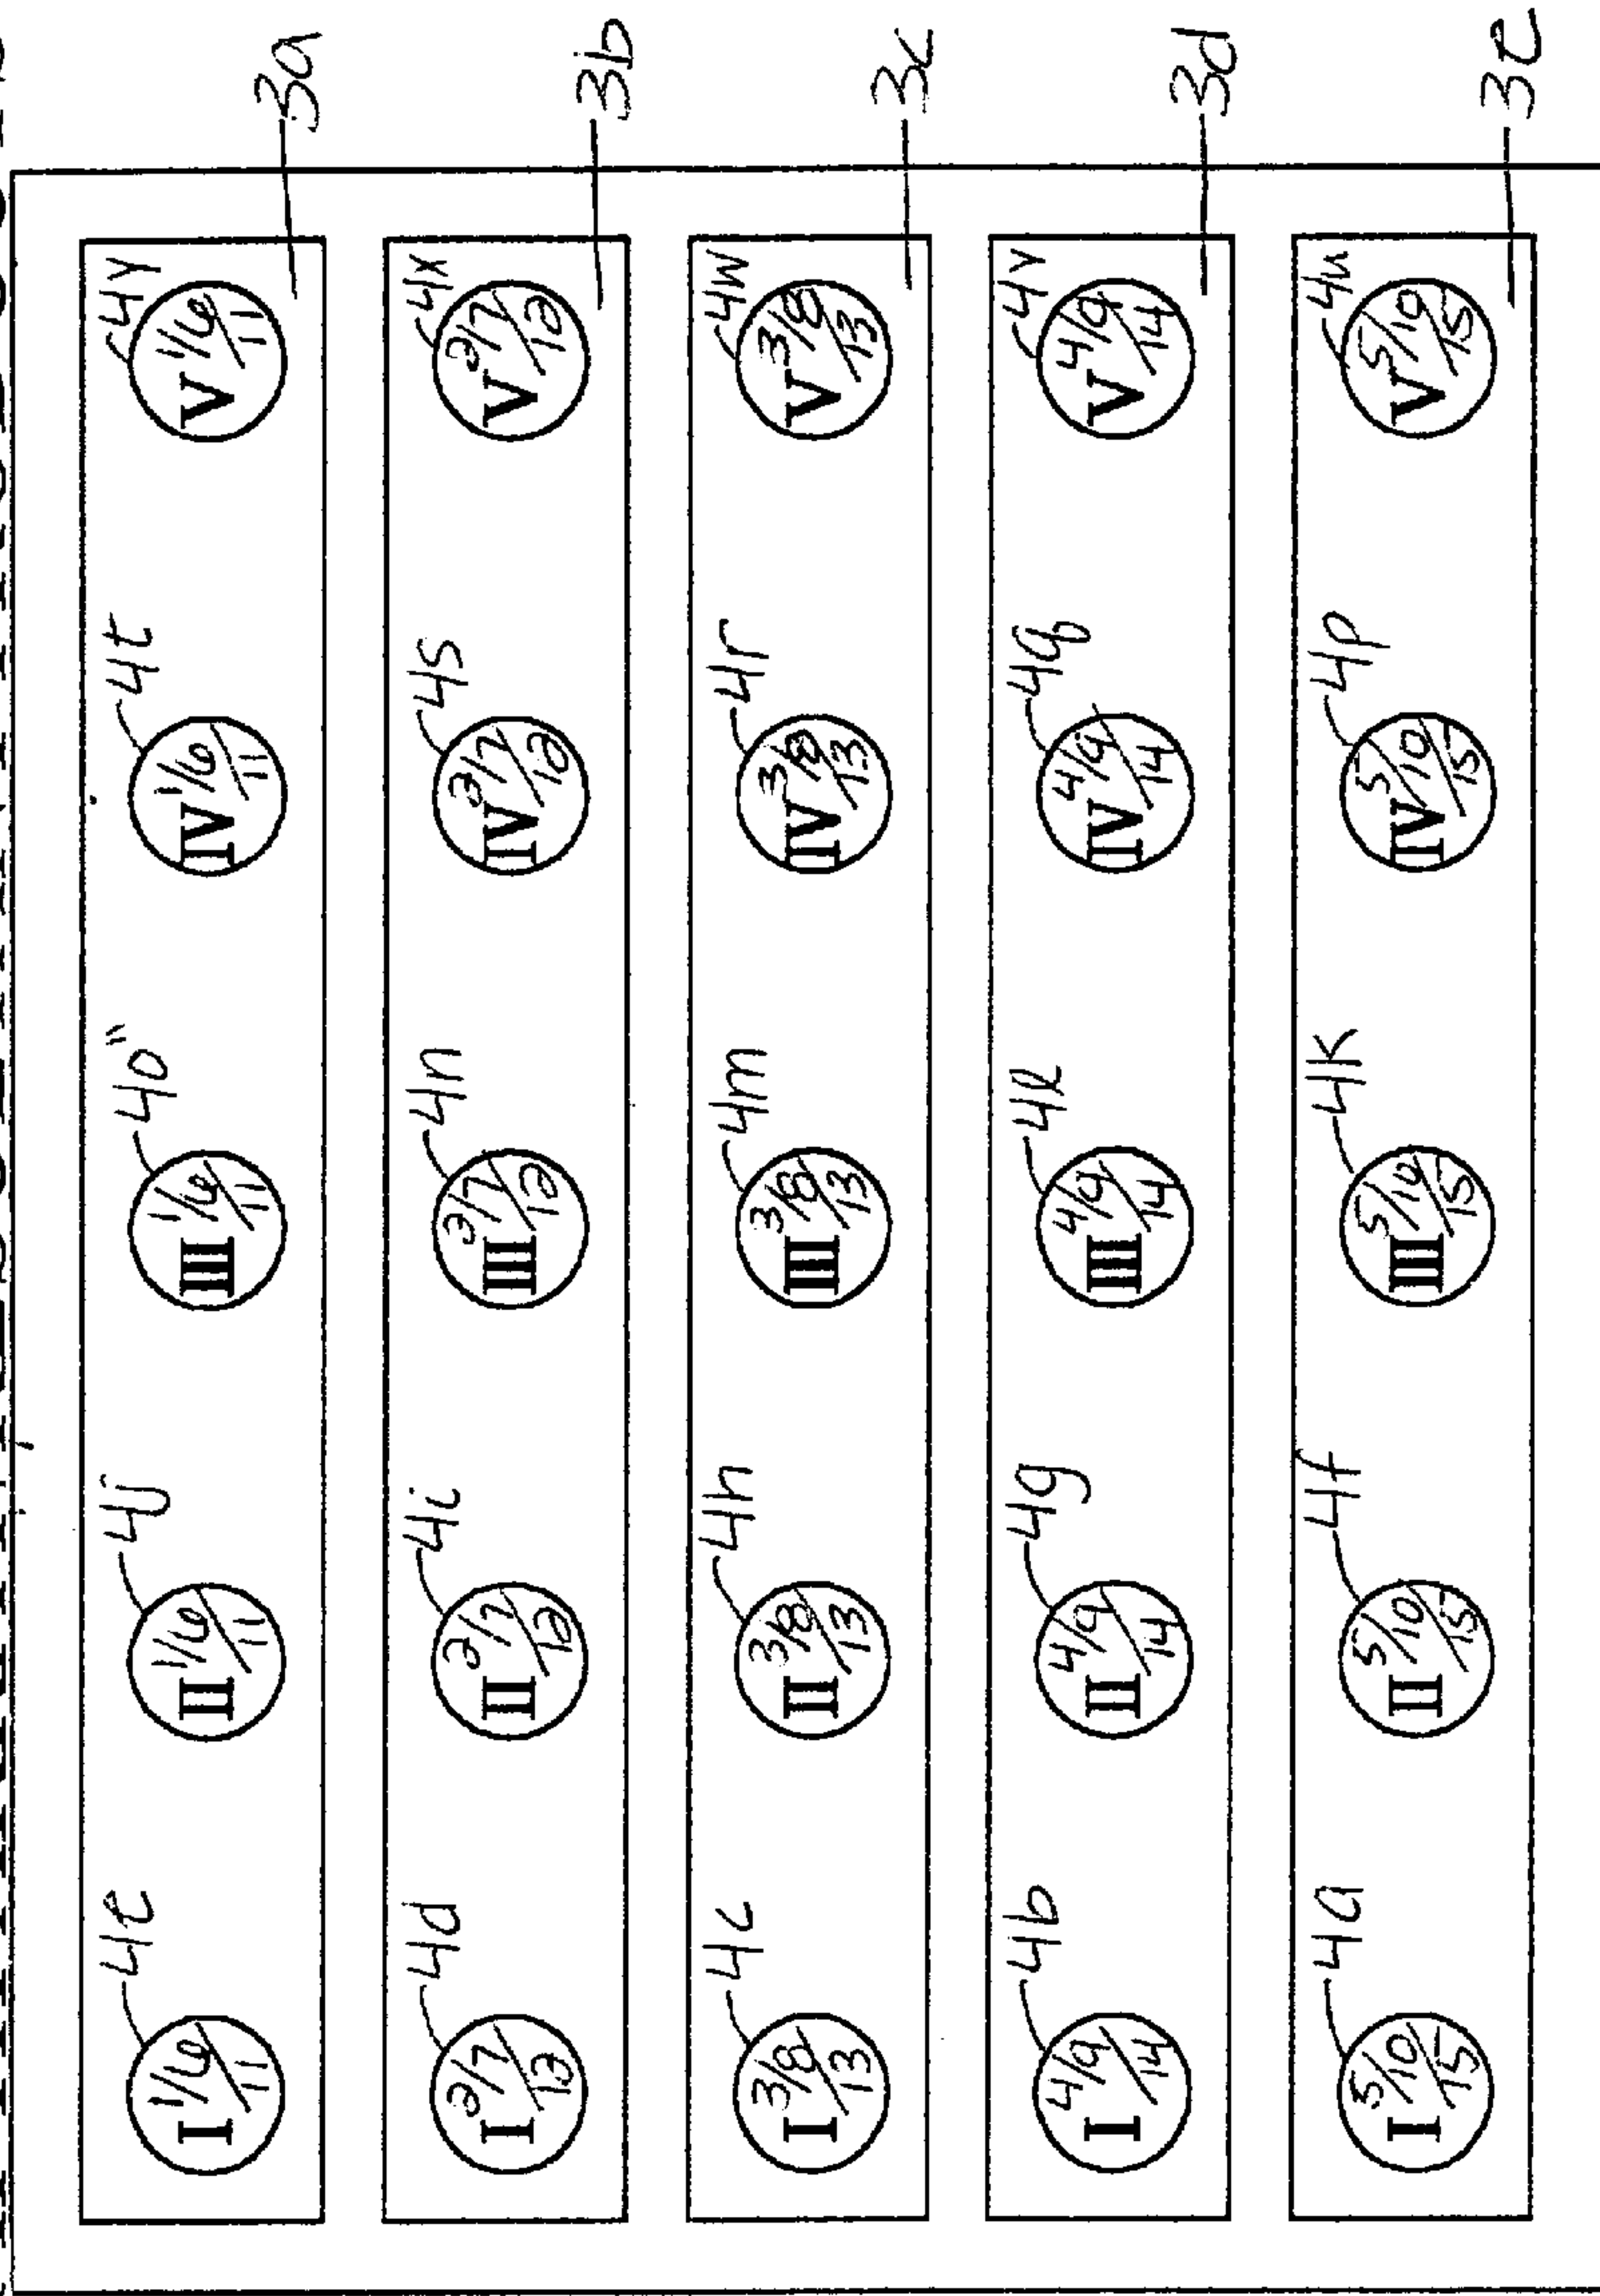 4e 4j 4o" 4t 4y
I 1/6/11 II 1/6/11 III 1/6/11 IV 1/6/11 V 1/6/11 3a
4d 4i 4n 4s 4x
I 2/7/12 II 2/7/12 III 2/7/12 IV 2/7/12 V 2/7/12 3b
4c 4h 4m 4r 4w
I 3/8/13 II 3/8/13 III 3/8/13 IV 3/8/13 V 3/8/13 3c
4b 4g 4l 4q 4v
I 4/9/14 II 4/9/14 III 4/9/14 IV 4/9/14 V 4/9/14 3d
4a 4f 4k 4p 4u
I 5/10/15 II 5/10/15 III 5/10/15 IV 5/10/15 V 5/10/15 3e